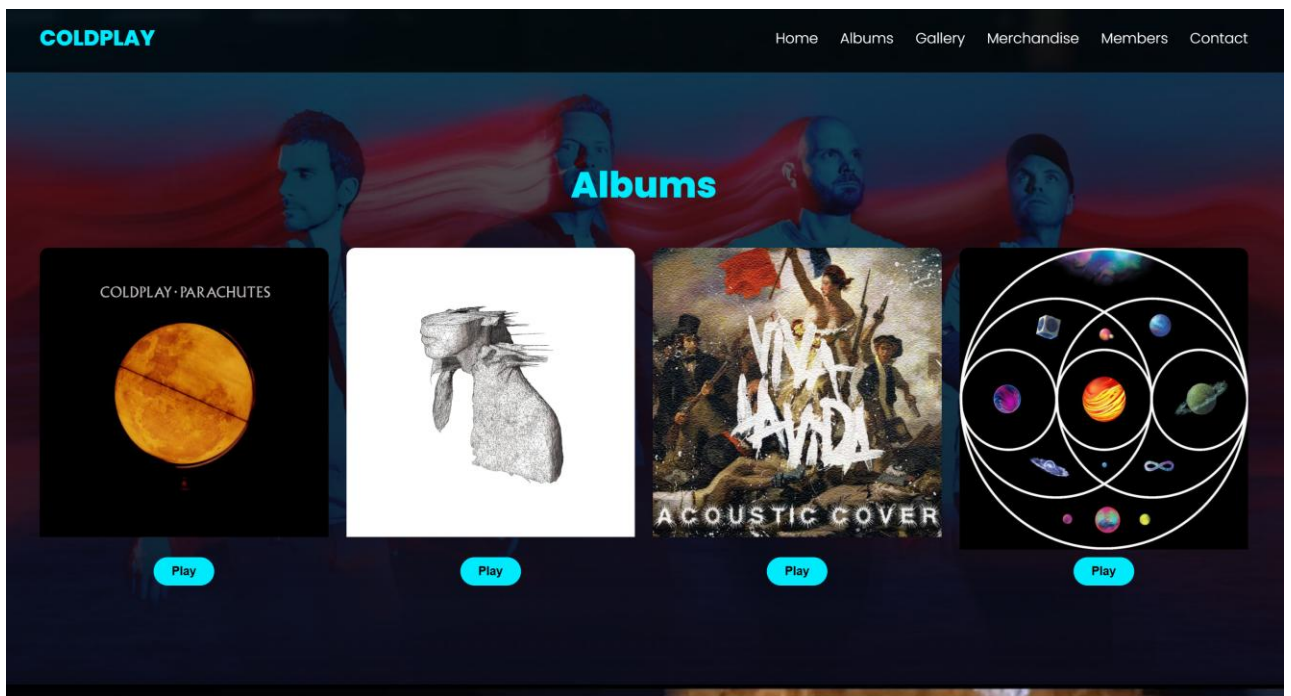 COLDPLAY
Home Albums Gallery Merchandise Members Contact
Albums
COLDPLAY·PARACHUTES
VIVA
LA VIDA
ACOUSTIC COVER
Play Play Play Play